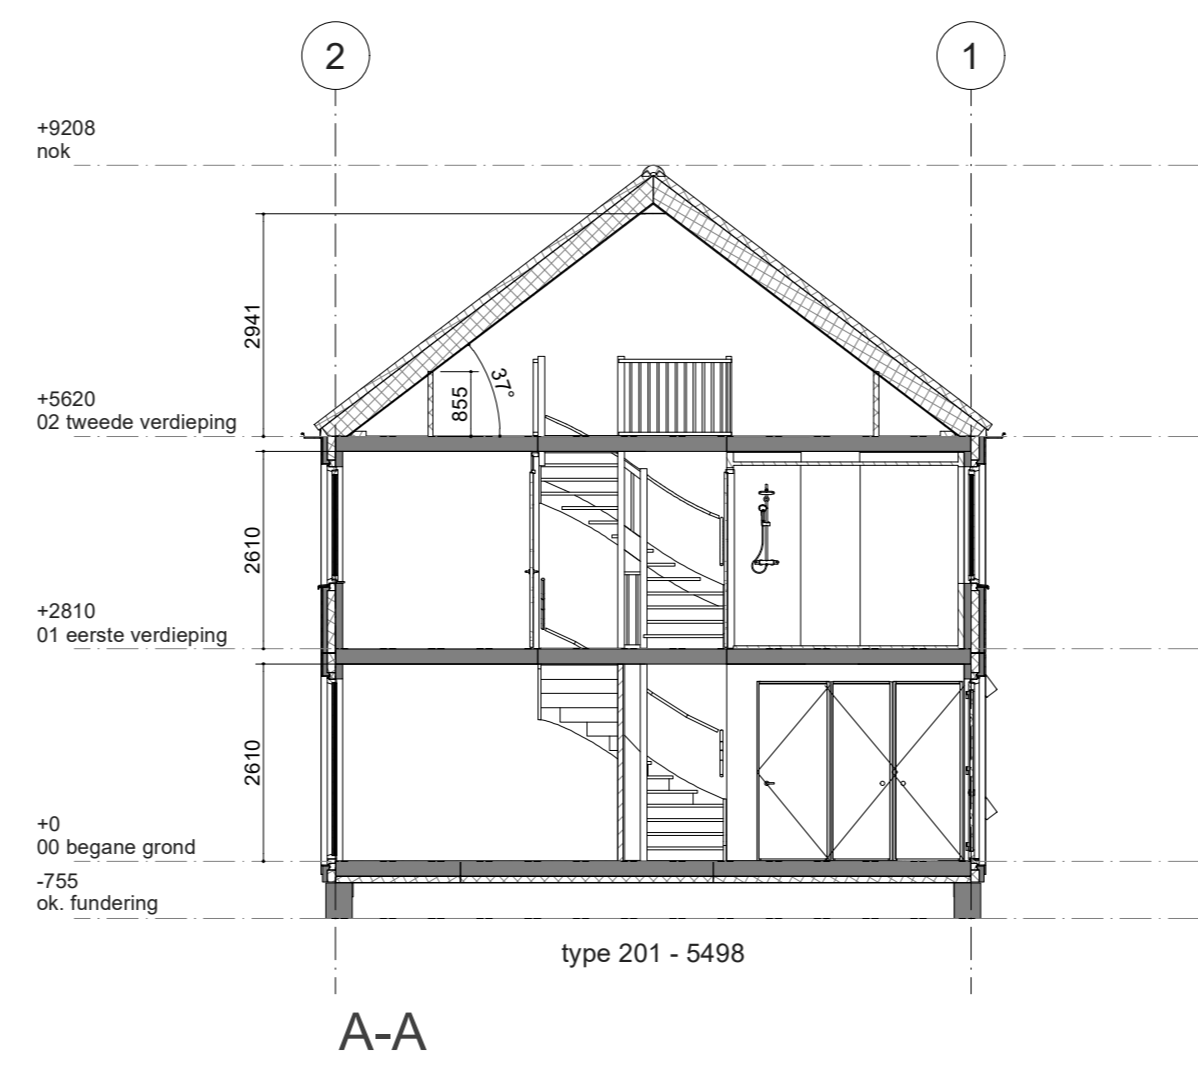 2
1
+9208
nok
2941
37°
855
+5620
02 tweede verdieping
2610
+2810
01 eerste verdieping
2610
+0
00 begane grond
-755
ok. fundering
type 201 - 5498
A-A